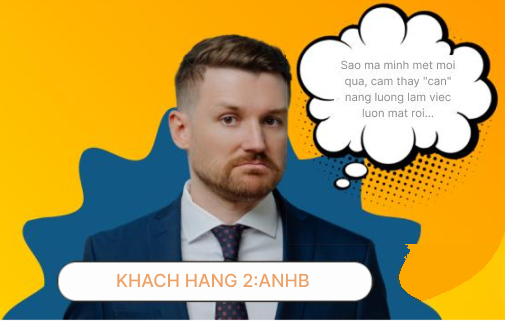 Sao ma minh met moi
qua, cam thay "can"
nang luong lam viec
luon mat roi...
KHACH HANG 2:ANHB